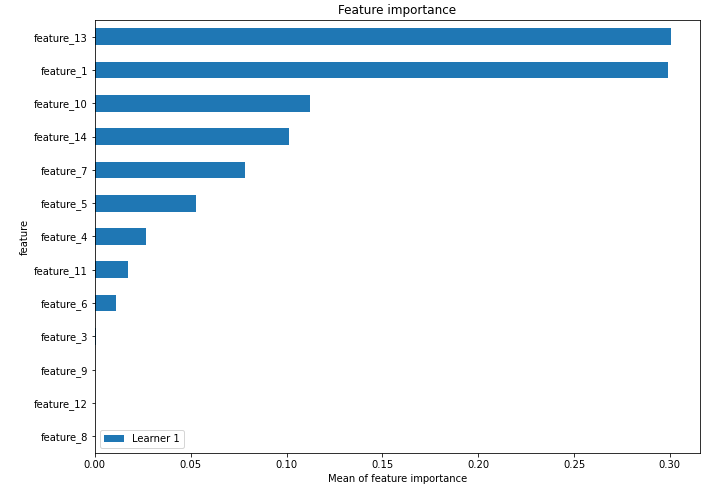 Feature importance
feature_13
feature_1
feature_10
feature_14
feature_7
feature_5
feature_4
feature_11
feature_6
feature_3
feature_9
feature_12
feature_8
feature
Learner 1
0.00 0.05 0.10 0.15 0.20 0.25 0.30
Mean of feature importance